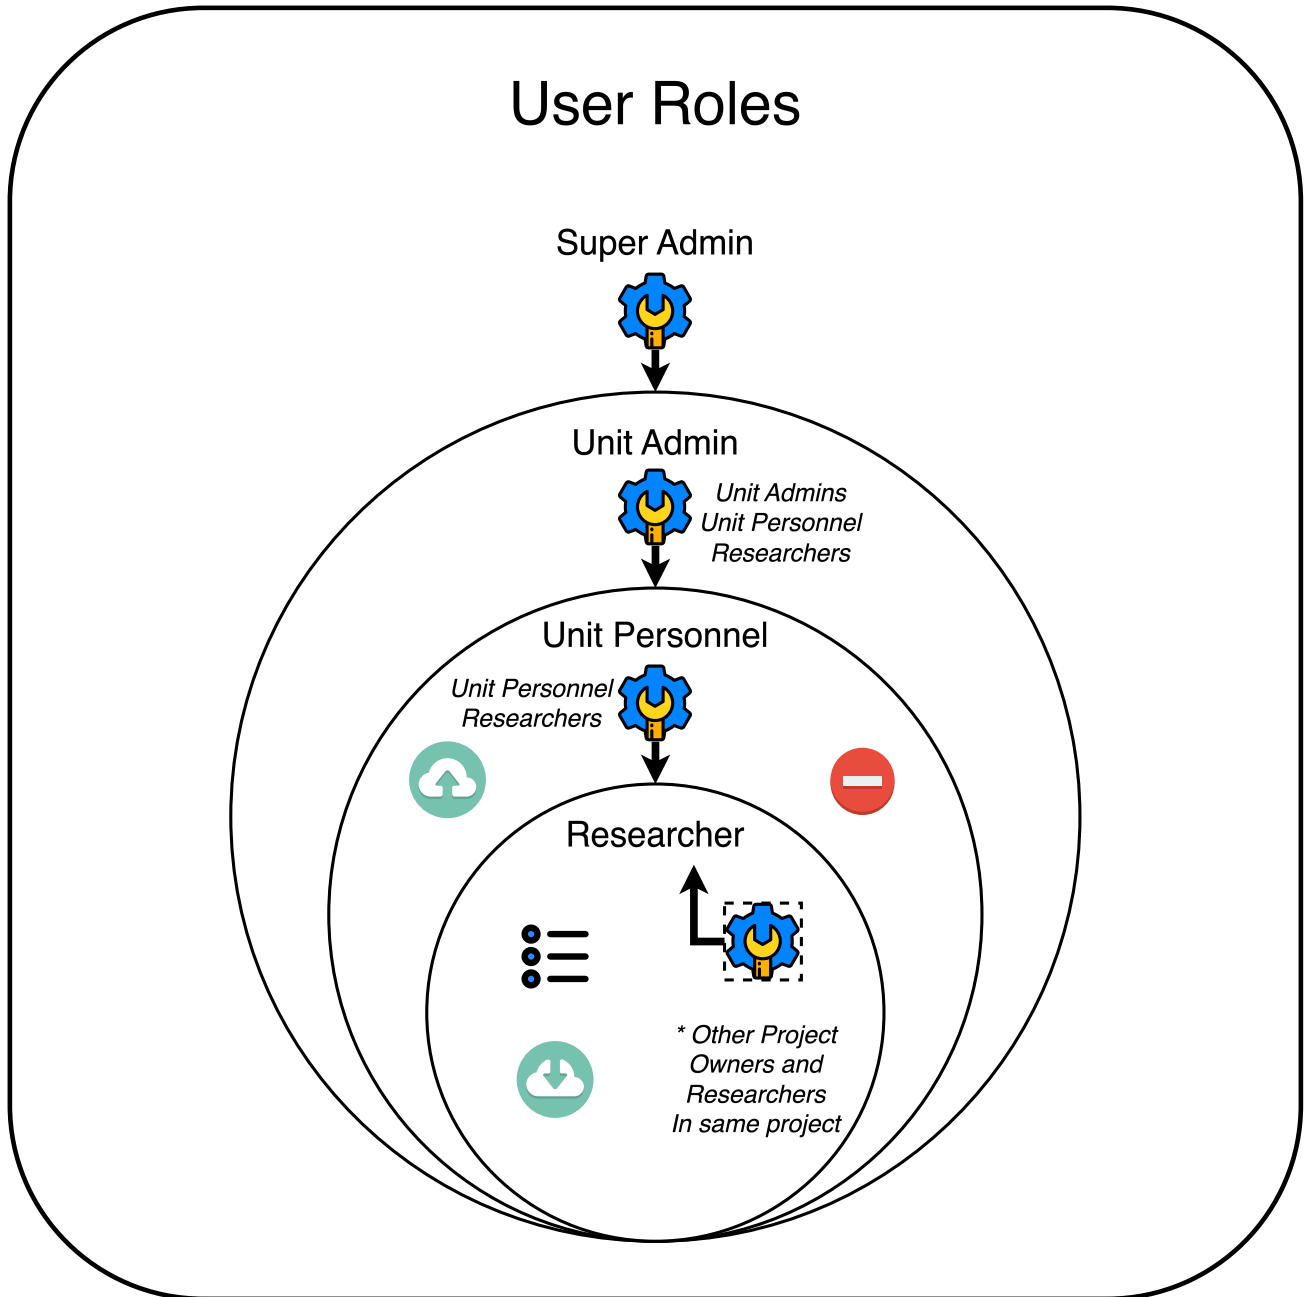 User Roles
Super Admin
Unit Admin
Unit Admins
Unit Personnel
Researchers
Unit Personnel
Unit Personnel
Researchers
Researcher
* Other Project
Owners and
Researchers
In same project